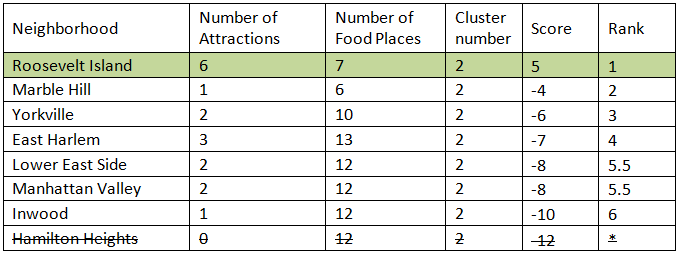 Neighborhood Number of Attractions Number of Food Places Cluster number Score Rank
Roosevelt Island 6 7 2 5 1
Marble Hill 1 6 2 -4 2
Yorkville 2 10 2 -6 3
East Harlem 3 13 2 -7 4
Lower East Side 2 12 2 -8 5.5
Manhattan Valley 2 12 2 -8 5.5
Inwood 1 12 2 -10 6
Hamilton Heights 0 12 2 -12 *